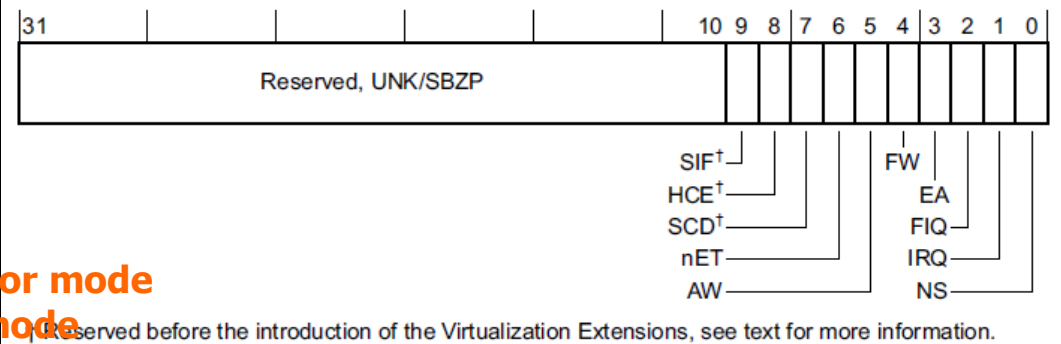 31 10 9 8 7 6 5 4 3 2 1 0
Reserved, UNK/SBZP
SIF† FW
HCE† EA
SCD† FIQ
nET IRQ
AW NS
or mode
node
† Reserved before the introduction of the Virtualization Extensions, see text for more information.